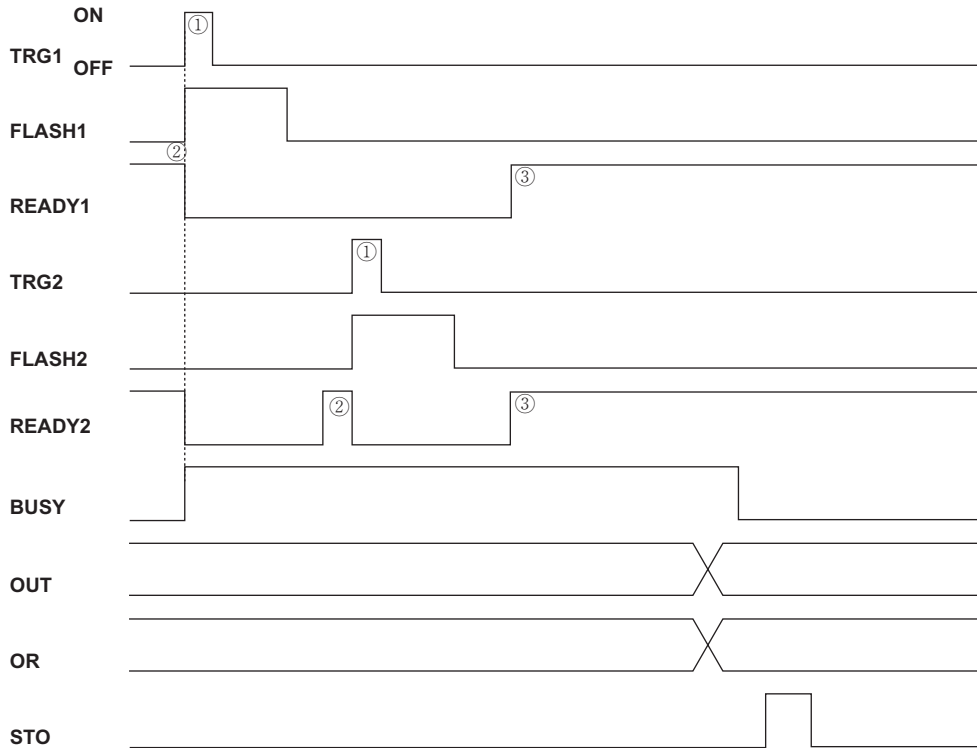 ON
①
TRG1
OFF
FLASH1
②
③
READY1
①
TRG2
FLASH2
②
③
READY2
BUSY
OUT
OR
STO